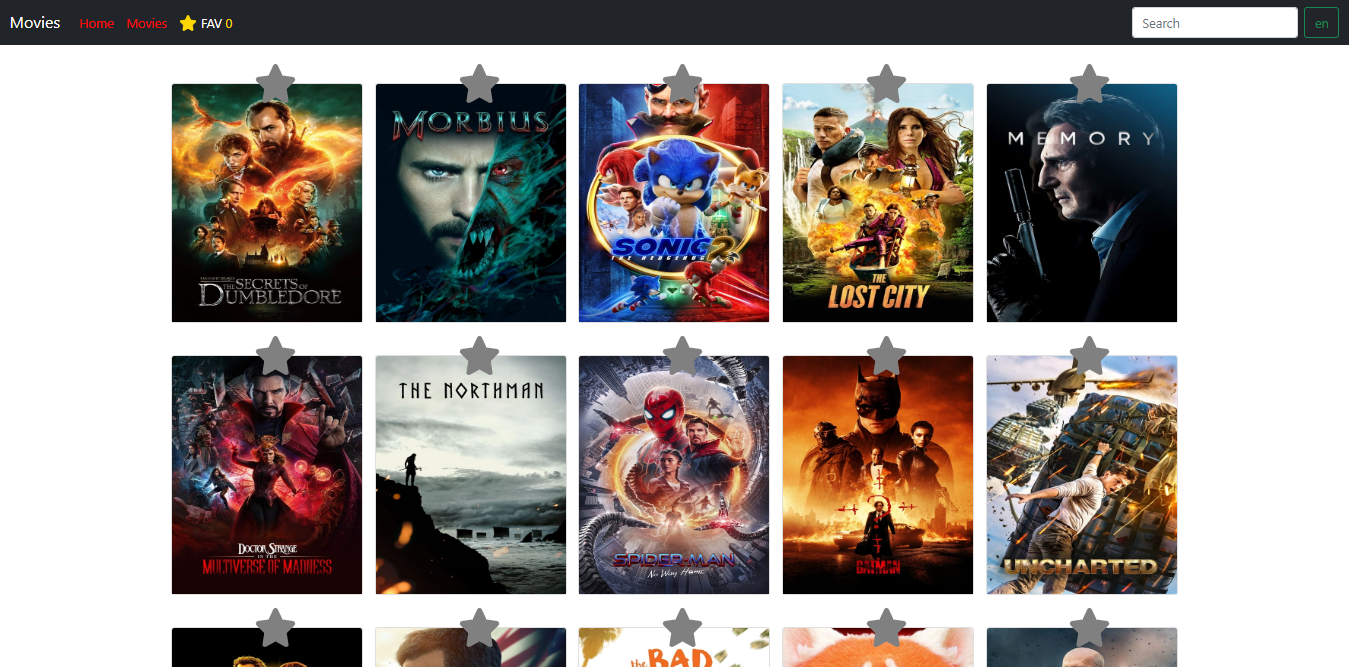 Movies Home Movies FAV 0 Search en
MORBIUS
MEMORY
THE SECRETS OF
DUMBLEDORE
SONIC 2
THE HEDGEHOG
THE
LOST CITY
THE NORTHMAN
DOCTOR STRANGE
IN THE
MULTIVERSE OF MADNESS
SPIDER-MAN
NO WAY HOME
THE
BATMAN
UNCHARTED
the BAD